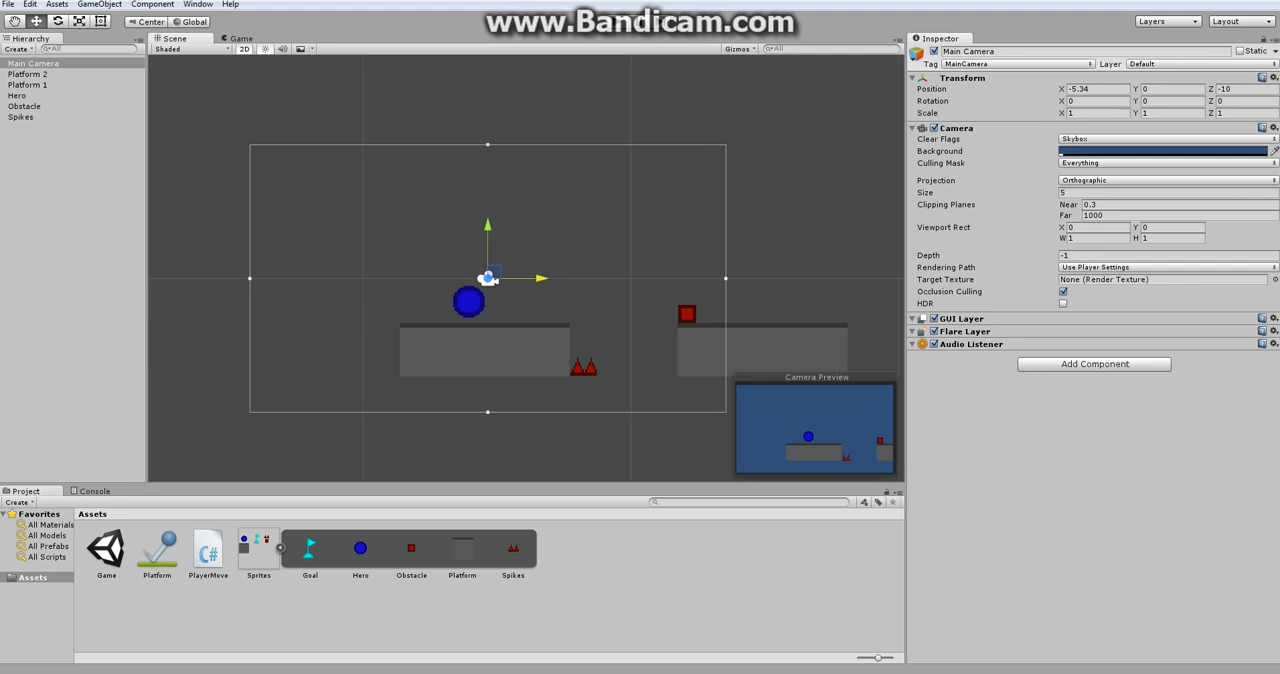 File Edit Assets GameObject Component Window Help
www.Bandicam.com
Center Global
Layers Layout
Hierarchy
Create All
Main Camera
Platform 2
Platform 1
Hero
Obstacle
Spikes
Scene Game
Shaded 2D Gizmos All
Camera Preview
Inspector
Main Camera Static
Tag MainCamera Layer Default
Transform
Position X -5.34 Y 0 Z -10
Rotation X 0 Y 0 Z 0
Scale X 1 Y 1 Z 1
Camera
Clear Flags Skybox
Background
Culling Mask Everything
Projection Orthographic
Size 5
Clipping Planes Near 0.3
Far 1000
Viewport Rect X 0 Y 0
W 1 H 1
Depth -1
Rendering Path Use Player Settings
Target Texture None (Render Texture)
Occlusion Culling
HDR
GUI Layer
Flare Layer
Audio Listener
Add Component
Project Console
Create
Favorites
All Materials
All Models
All Prefabs
All Scripts
Assets
Assets
C#
Game Platform PlayerMove Sprites Goal Hero Obstacle Platform Spikes